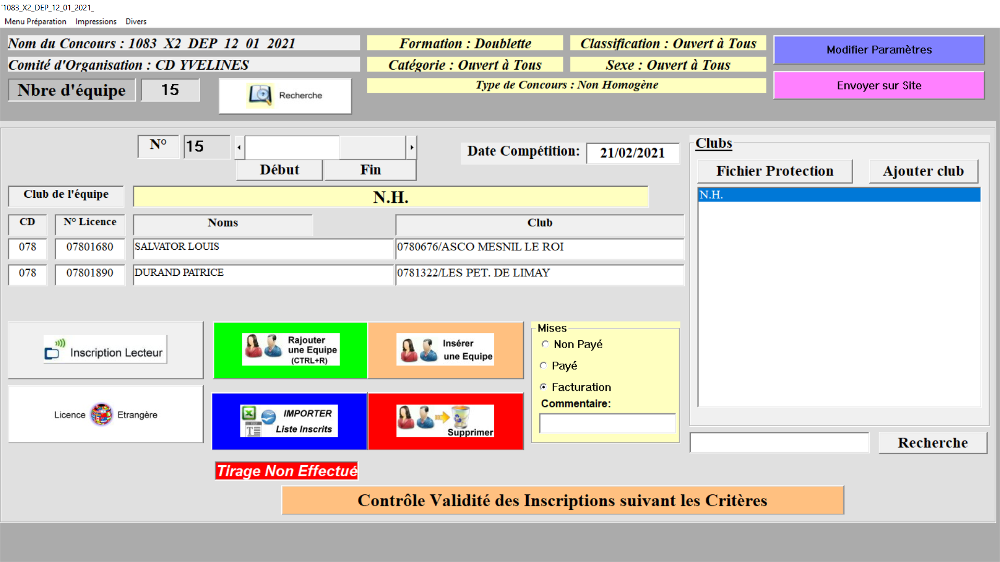 '1083_X2_DEP_12_01_2021_
Menu Préparation Impressions Divers
Nom du Concours : 1083 X2 DEP 12 01 2021
Formation : Doublette
Classification : Ouvert à Tous
Modifier Paramètres
Comité d'Organisation : CD YVELINES
Catégorie : Ouvert à Tous
Sexe : Ouvert à Tous
Nbre d'équipe
15
Recherche
Type de Concours : Non Homogène
Envoyer sur Site
N°
15
Début
Fin
Date Compétition:
21/02/2021
Clubs
Fichier Protection
Ajouter club
N.H.
Club de l'équipe
N.H.
CD
N° Licence
Noms
Club
078
07801680
SALVATOR LOUIS
0780676/ASCO MESNIL LE ROI
078
07801890
DURAND PATRICE
0781322/LES PET. DE LIMAY
Inscription Lecteur
Rajouter
une Equipe
(CTRL+R)
Insérer
une Equipe
Mises
Non Payé
Payé
Facturation
Commentaire:
Licence Etrangère
IMPORTER
TEXT
Liste Inscrits
Supprimer
Recherche
Tirage Non Effectué
Contrôle Validité des Inscriptions suivant les Critères